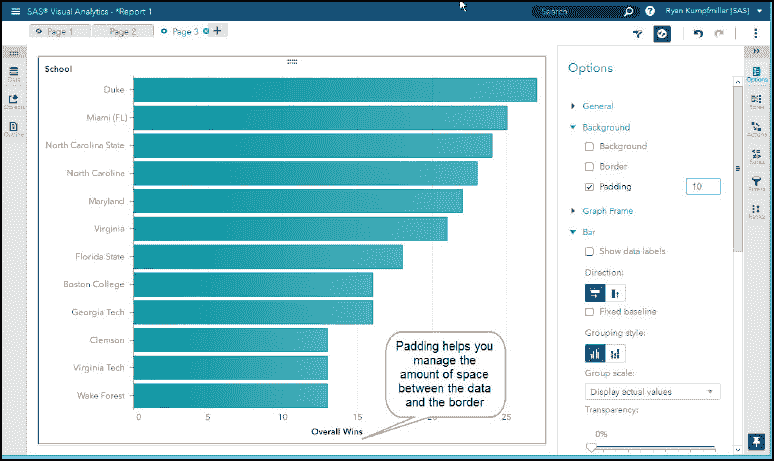 SAS® Visual Analytics - *Report 1
Search
Ryan Kumpfmiller [SAS]
Page 1
Page 2
Page 3
Data
Objects
Outline
School
Duke
Miami (FL)
North Carolina State
North Carolina
Maryland
Virginia
Florida State
Boston College
Georgia Tech
Clemson
Virginia Tech
Wake Forest
0 5 10 15 20 25
Overall Wins
Padding helps you
manage the
amount of space
between the data
and the border
Options
General
Background
Background
Border
Padding 10
Graph Frame
Bar
Show data labels
Direction:
Fixed baseline
Grouping style:
Group scale:
Display actual values
Transparency:
0%
Options
Roles
Actions
Rules
Filters
Ranks